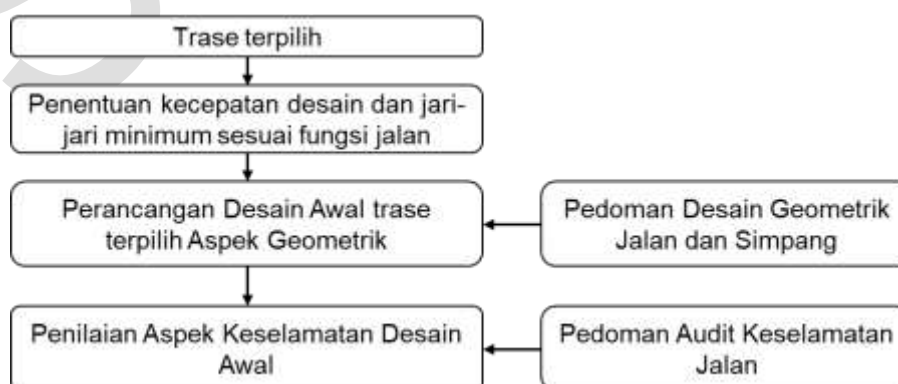 Trase terpilih
Penentuan kecepatan desain dan jari-
jari minimum sesuai fungsi jalan
Perancangan Desain Awal trase
terpilih Aspek Geometrik
Pedoman Desain Geometrik
Jalan dan Simpang
Penilaian Aspek Keselamatan Desain
Awal
Pedoman Audit Keselamatan
Jalan